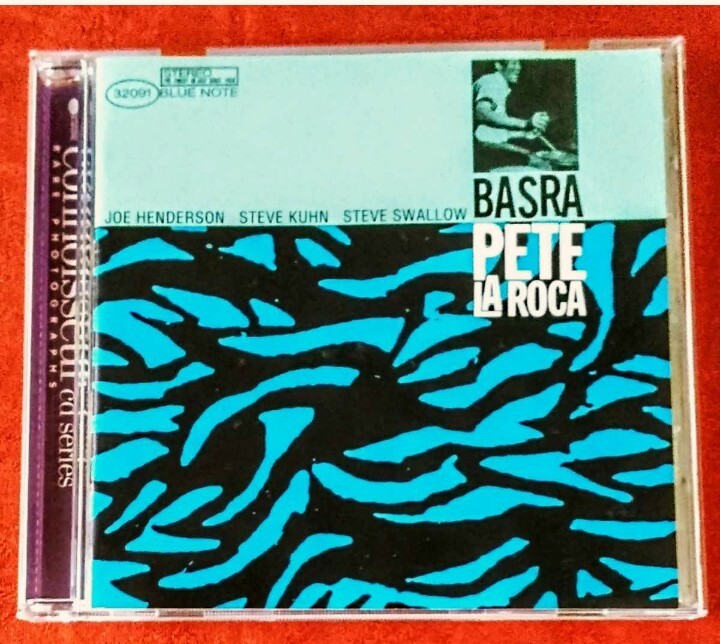 STEREO
32091 BLUE NOTE
JOE HENDERSON STEVE KUHN STEVE SWALLOW
BASRA
PETE
LA ROCA
Connoisseur cd series
RARE PHOTOGRAPHS